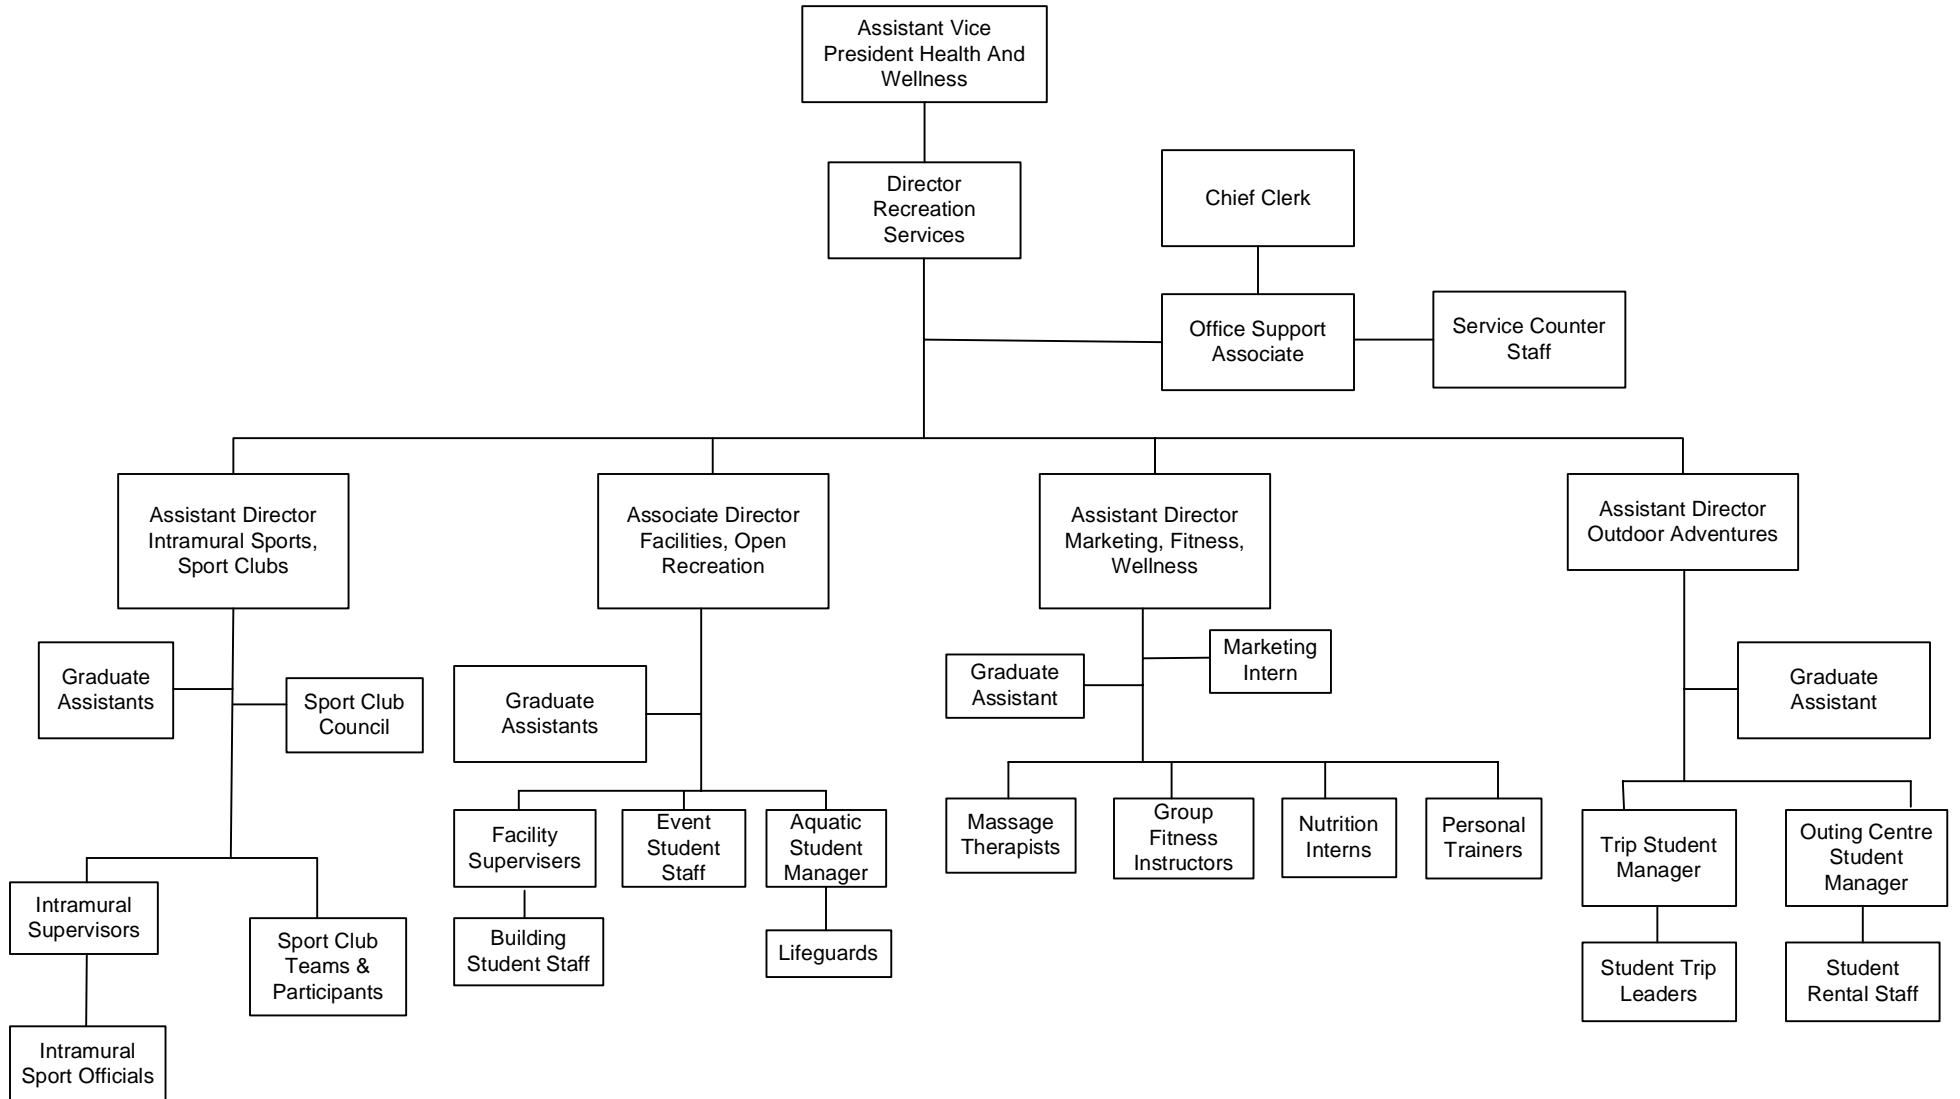 Assistant Vice
President Health And
Wellness
Director
Recreation
Services
Chief Clerk
Office Support
Associate
Service Counter
Staff
Assistant Director
Intramural Sports,
Sport Clubs
Associate Director
Facilities, Open
Recreation
Assistant Director
Marketing, Fitness,
Wellness
Assistant Director
Outdoor Adventures
Graduate
Assistants
Sport Club
Council
Graduate
Assistants
Graduate
Assistant
Marketing
Intern
Graduate
Assistant
Facility
Supervisers
Event
Student
Staff
Aquatic
Student
Manager
Massage
Therapists
Group
Fitness
Instructors
Nutrition
Interns
Personal
Trainers
Trip Student
Manager
Outing Centre
Student
Manager
Intramural
Supervisors
Sport Club
Teams &
Participants
Building
Student Staff
Lifeguards
Student Trip
Leaders
Student
Rental Staff
Intramural
Sport Officials